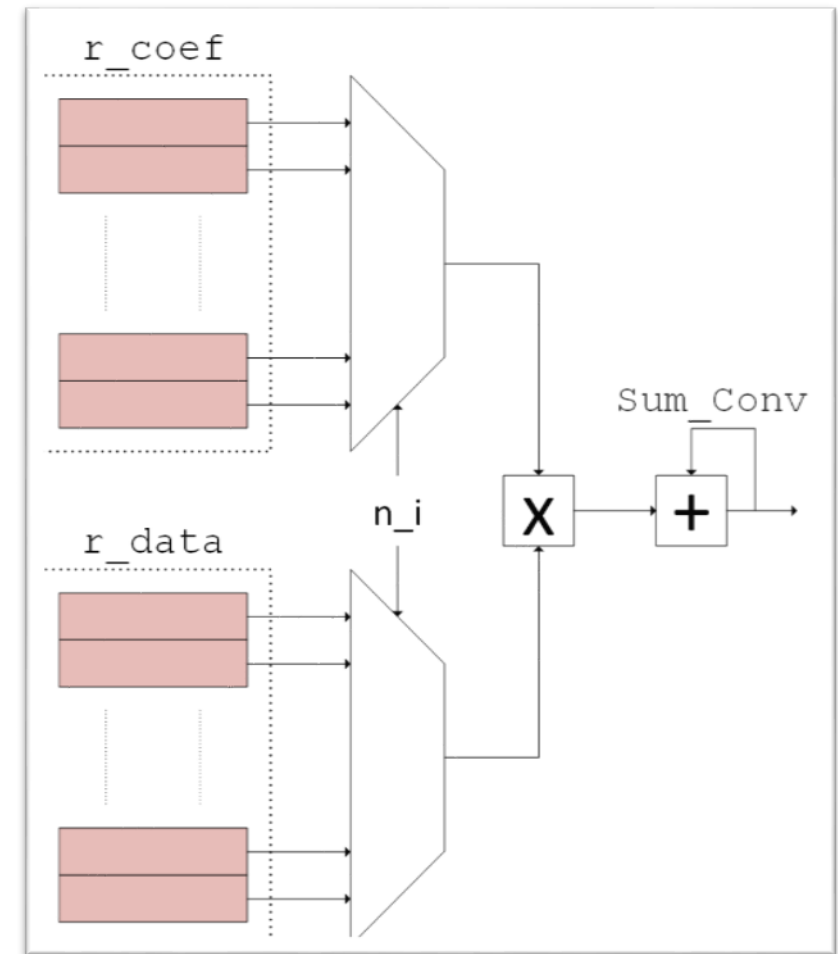 r_coef
Sum_Conv
n_i
X
+
r_data